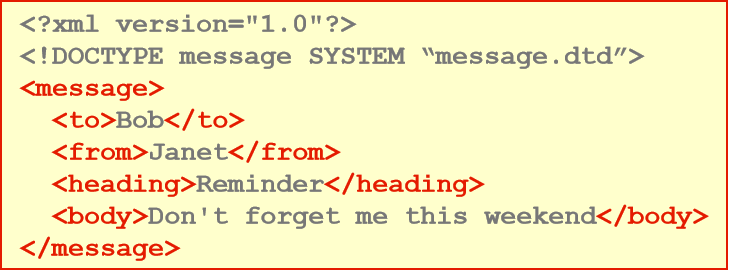 <?xml version="1.0"?>
<!DOCTYPE message SYSTEM “message.dtd”>
<message>
<to>Bob</to>
<from>Janet</from>
<heading>Reminder</heading>
<body>Don't forget me this weekend</body>
</message>